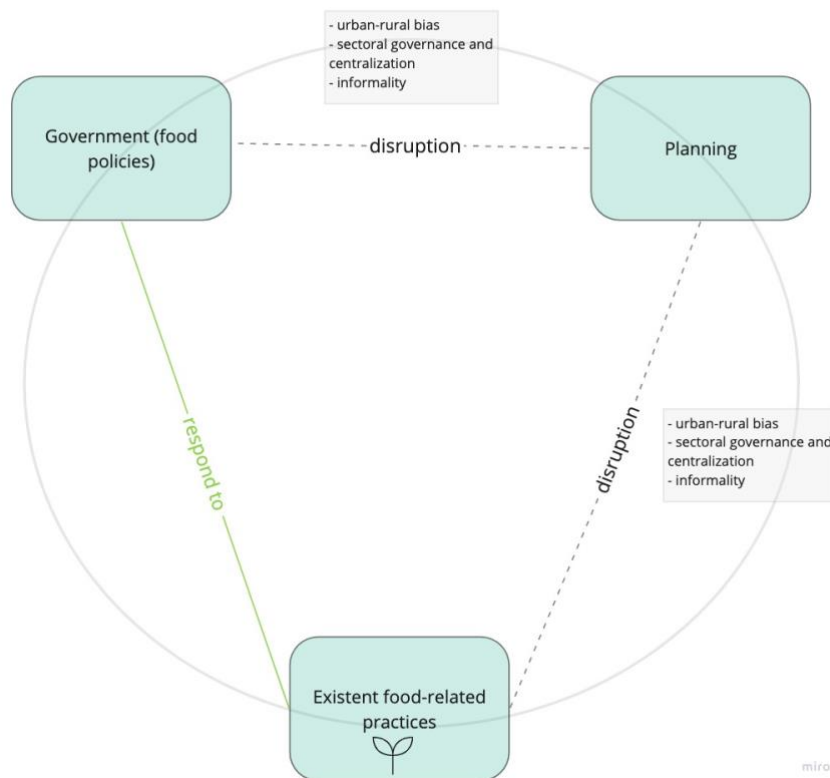 - urban-rural bias
- sectoral governance and
centralization
- informality
Government (food
policies)
disruption
Planning
respond to
disruption
- urban-rural bias
- sectoral governance and
centralization
- informality
Existent food-related
practices
miro